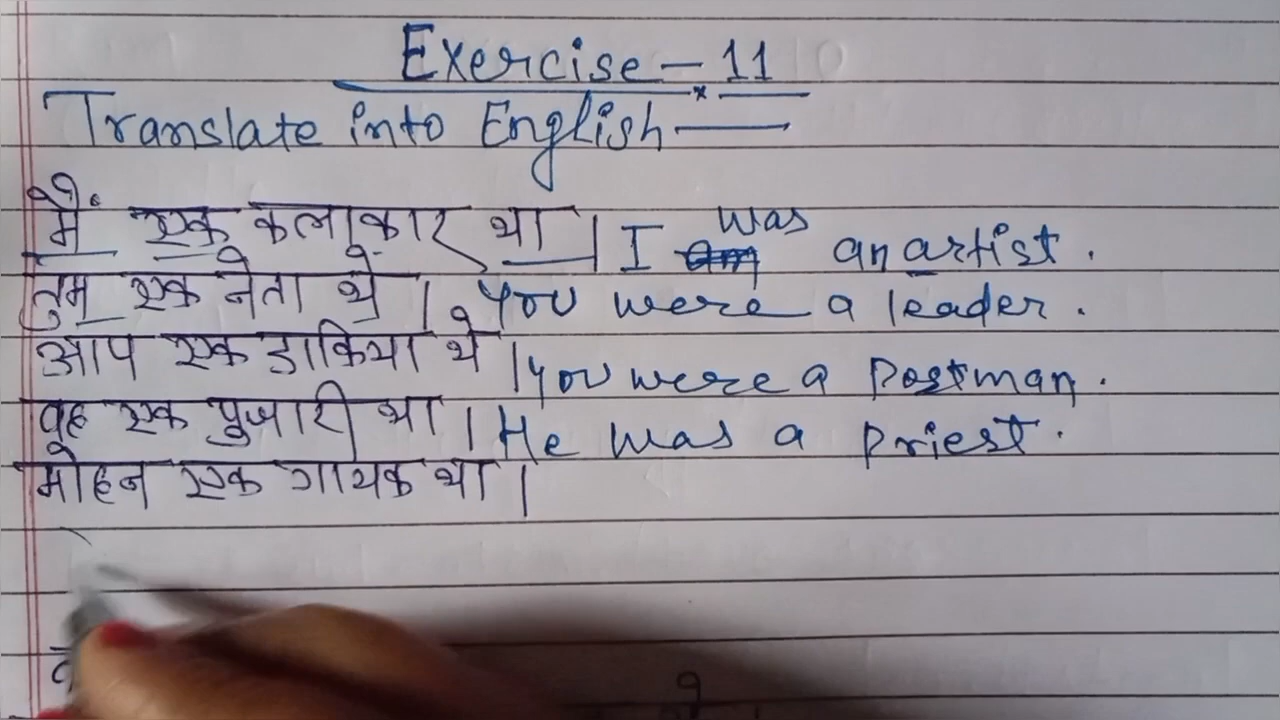 Exercise - 11
Translate into English
मैं एक कलाकार था । I was an artist.
तुम एक नेता थे । You were a leader.
आप एक डाकिया थे । You were a Postman.
वह एक पुजारी था । He was a priest.
मोहन एक गायक था ।